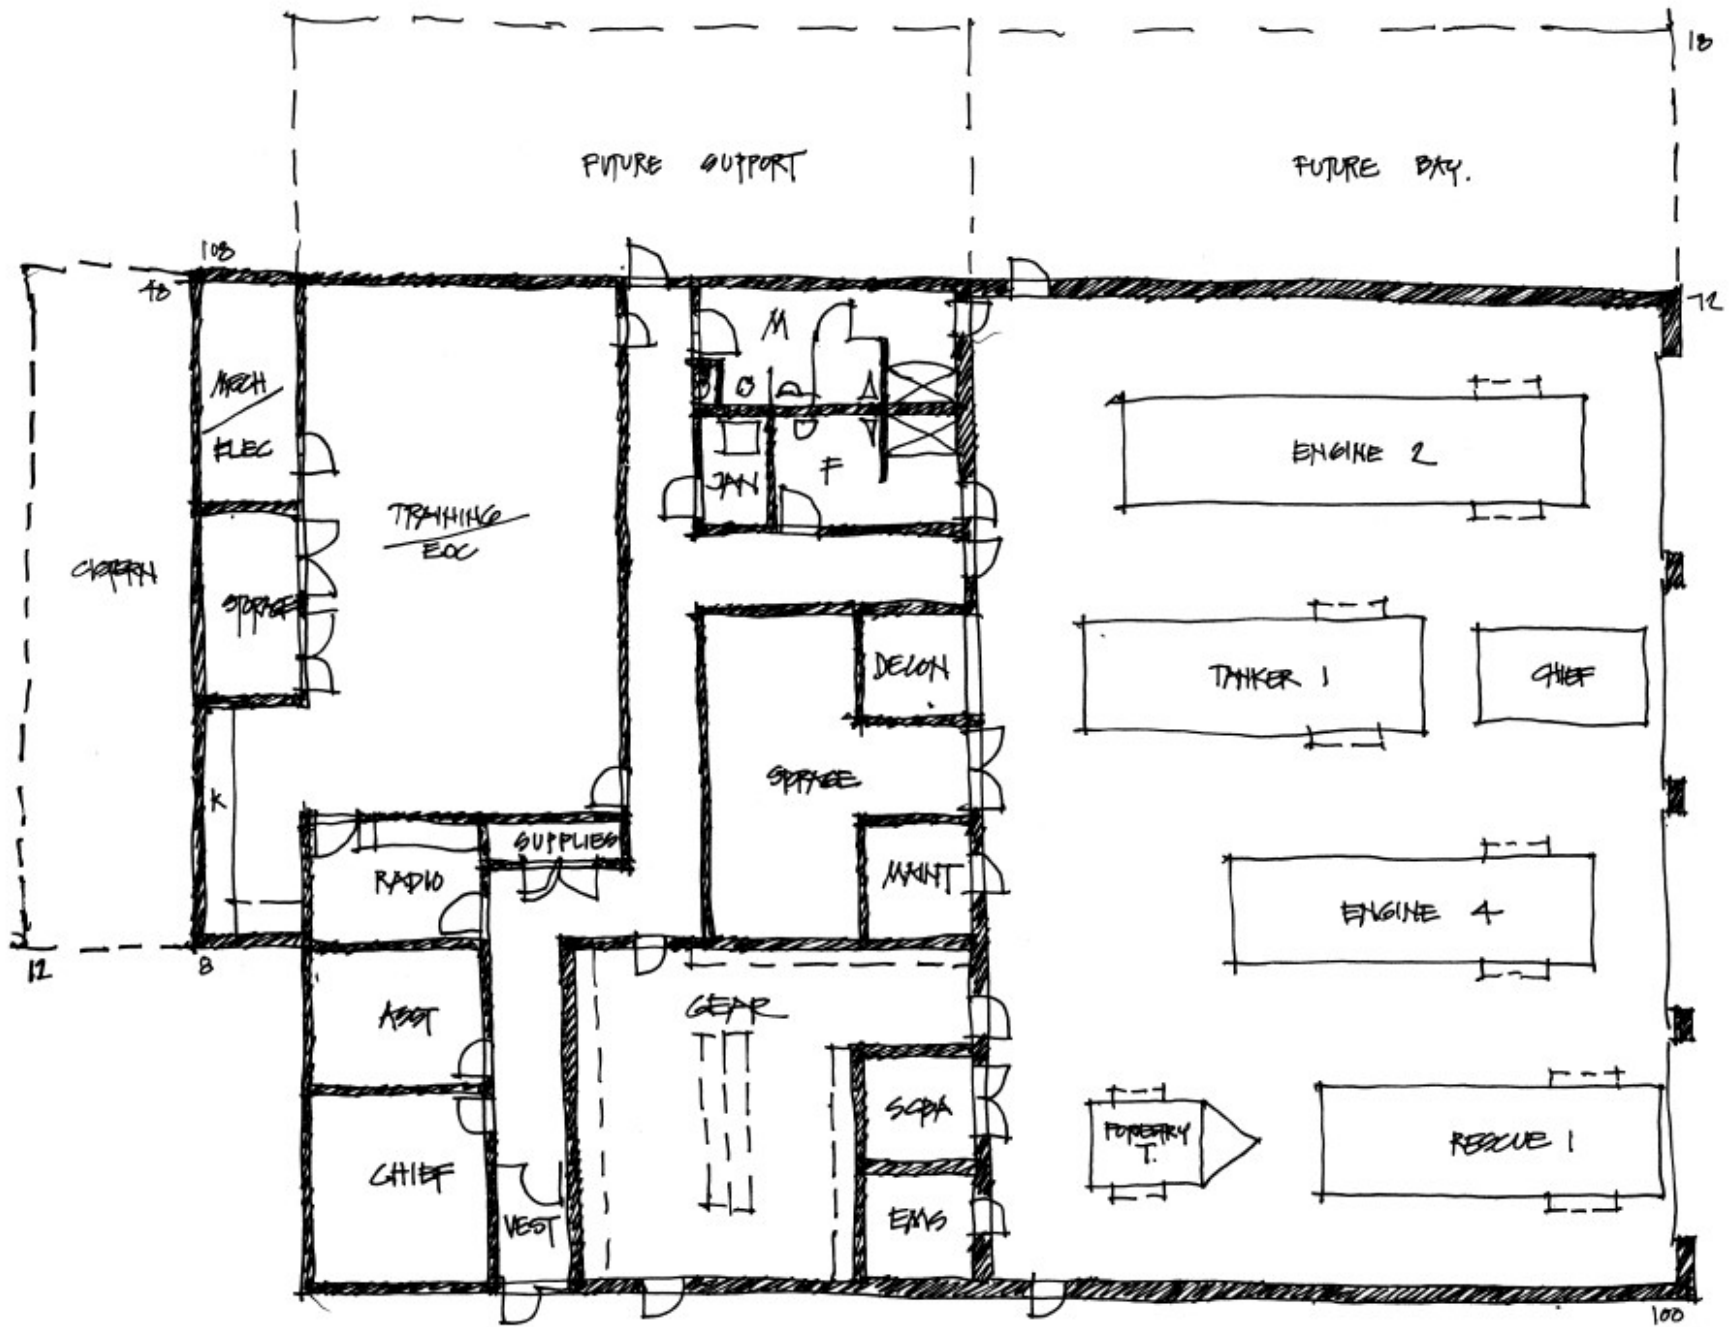 18
FUTURE SUPPORT
FUTURE BAY.
108
48
72
M
MECH
ELEC
ENGINE 2
JAN
F
TRAINING
EOC
CISTERN
STORAGE
DECON
TANKER 1
CHIEF
STORAGE
K
SUPPLIES
RADIO
MAINT
ENGINE 4
12
8
GEAR
ASST
SCBA
FORESTRY
T.
RESCUE 1
CHIEF
EMS
VEST
100